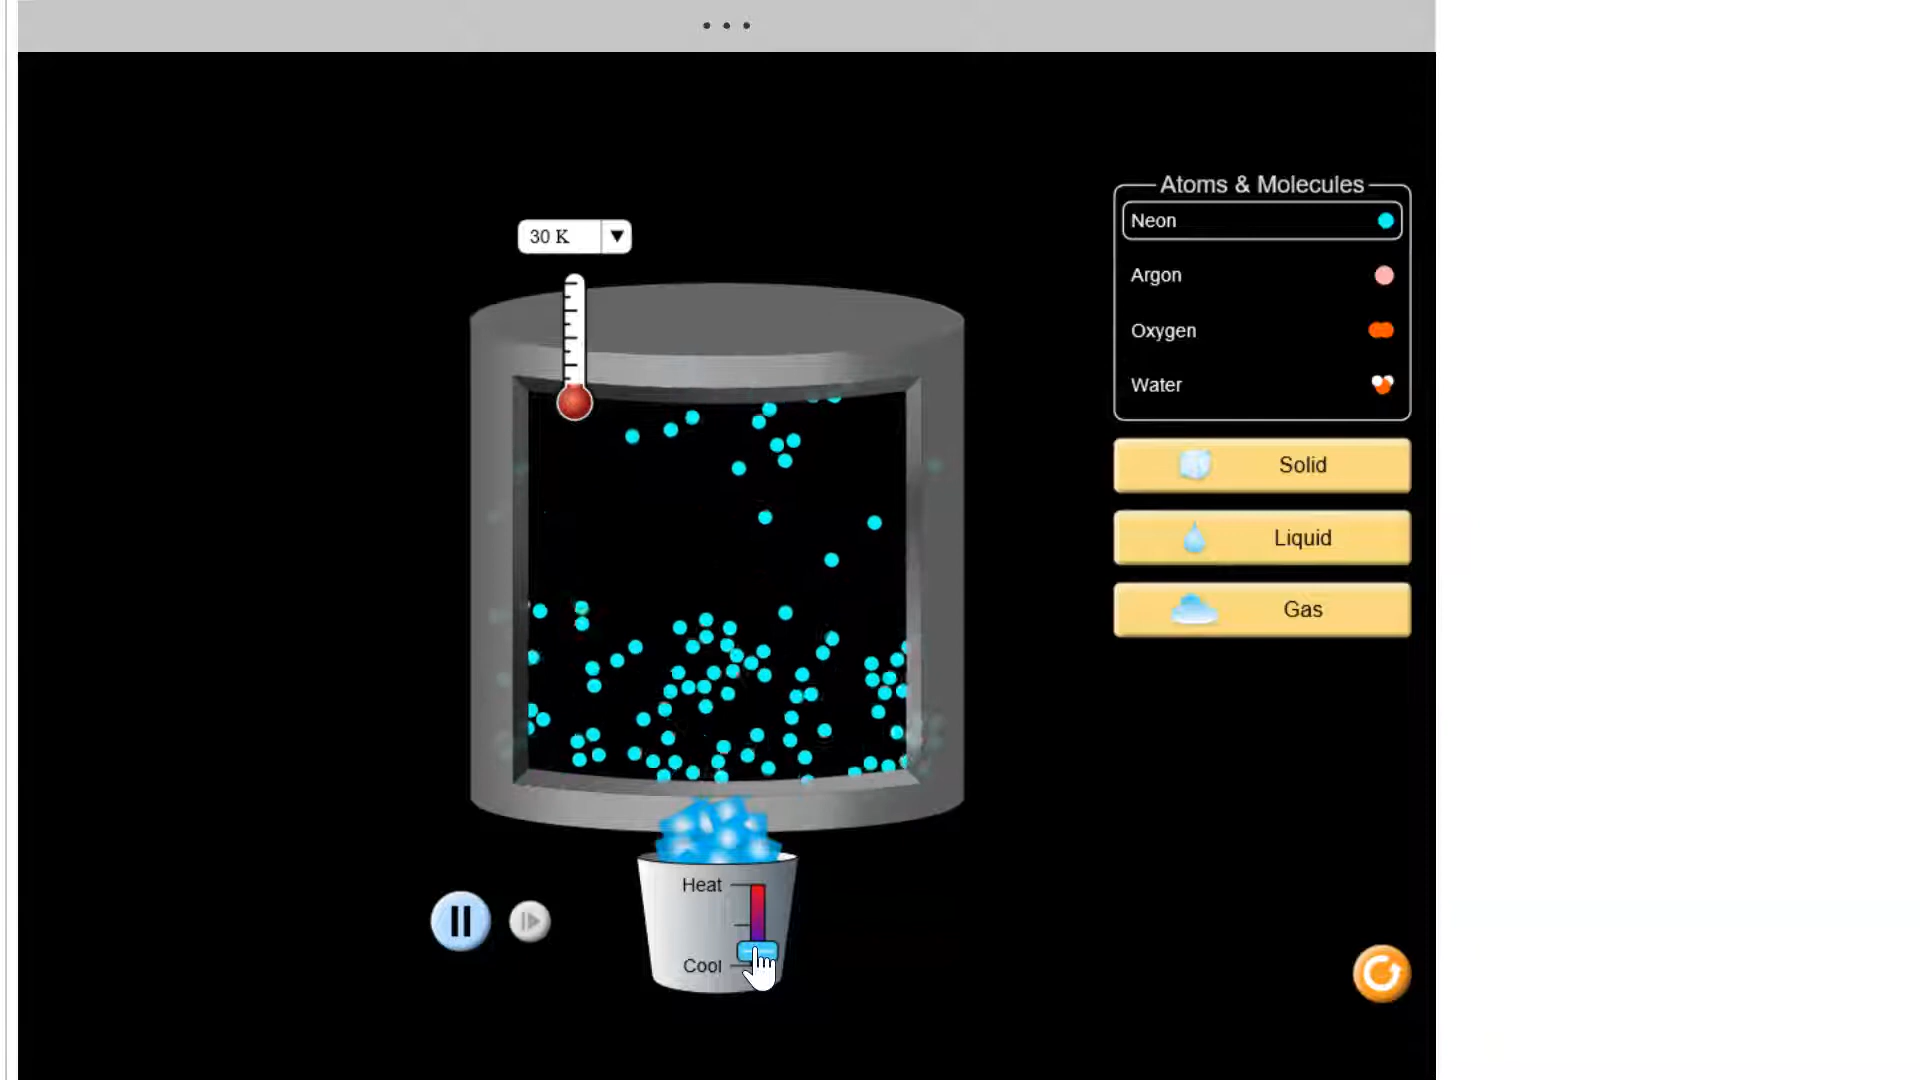 30 K
Atoms & Molecules
Neon
Argon
Oxygen
Water
Solid
Liquid
Gas
Heat
Cool